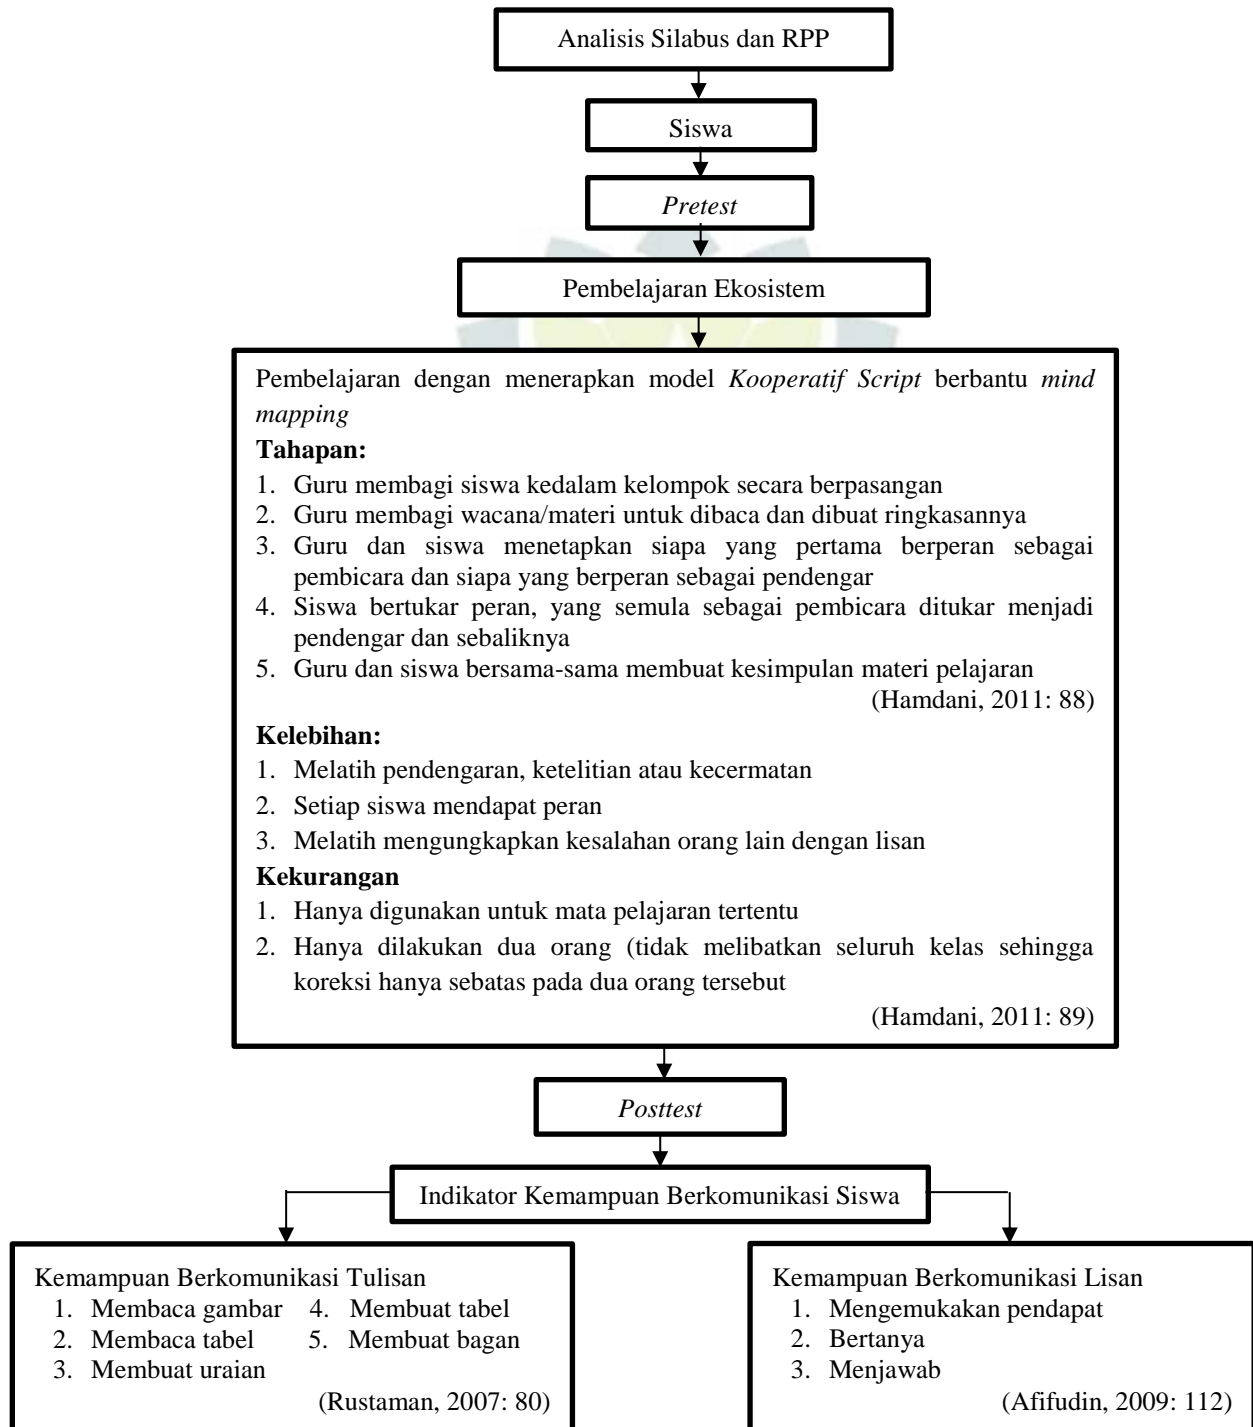 Analisis Silabus dan RPP
Siswa
Pretest
Pembelajaran Ekosistem
Pembelajaran dengan menerapkan model Kooperatif Script berbantu mind
mapping
Tahapan:
1. Guru membagi siswa kedalam kelompok secara berpasangan
2. Guru membagi wacana/materi untuk dibaca dan dibuat ringkasannya
3. Guru dan siswa menetapkan siapa yang pertama berperan sebagai
pembicara dan siapa yang berperan sebagai pendengar
4. Siswa bertukar peran, yang semula sebagai pembicara ditukar menjadi
pendengar dan sebaliknya
5. Guru dan siswa bersama-sama membuat kesimpulan materi pelajaran
(Hamdani, 2011: 88)
Kelebihan:
1. Melatih pendengaran, ketelitian atau kecermatan
2. Setiap siswa mendapat peran
3. Melatih mengungkapkan kesalahan orang lain dengan lisan
Kekurangan
1. Hanya digunakan untuk mata pelajaran tertentu
2. Hanya dilakukan dua orang (tidak melibatkan seluruh kelas sehingga
koreksi hanya sebatas pada dua orang tersebut
(Hamdani, 2011: 89)
Posttest
Indikator Kemampuan Berkomunikasi Siswa
Kemampuan Berkomunikasi Tulisan
1. Membaca gambar 4. Membuat tabel
2. Membaca tabel 5. Membuat bagan
3. Membuat uraian
(Rustaman, 2007: 80)
Kemampuan Berkomunikasi Lisan
1. Mengemukakan pendapat
2. Bertanya
3. Menjawab
(Afifudin, 2009: 112)